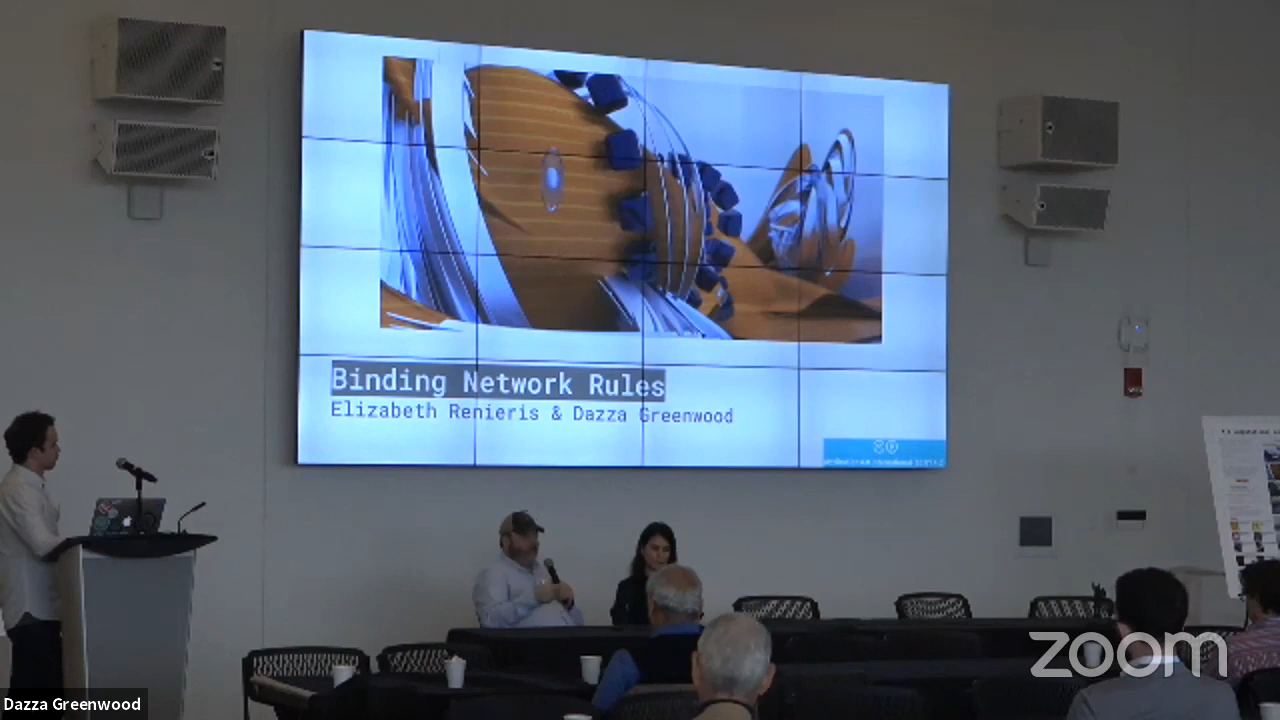 Binding Network Rules
Elizabeth Renieris & Dazza Greenwood
zoom
Dazza Greenwood